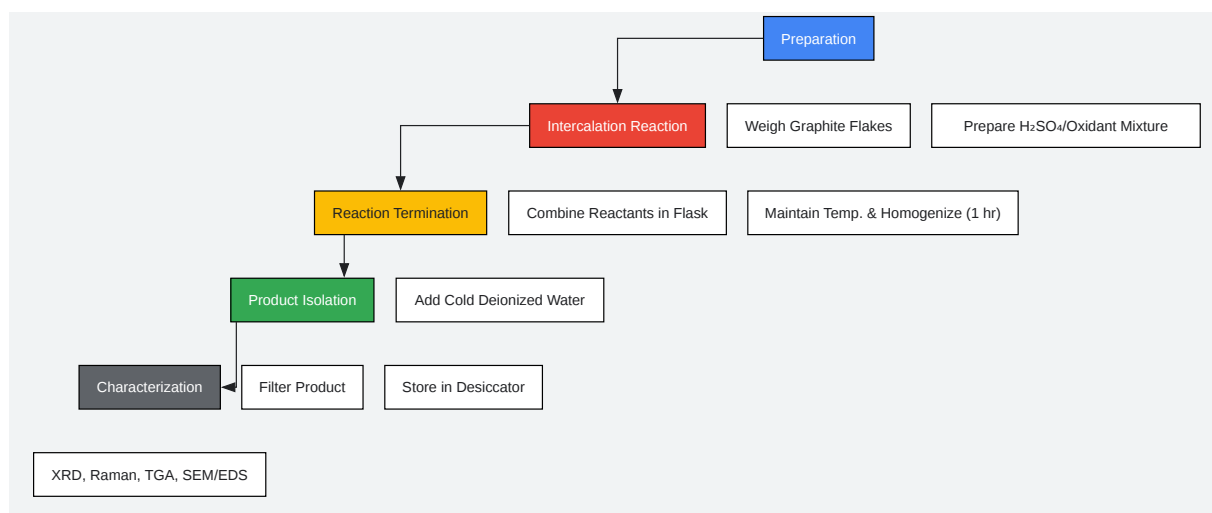 Preparation
Intercalation Reaction
Weigh Graphite Flakes
Prepare H₂SO₄/Oxidant Mixture
Reaction Termination
Combine Reactants in Flask
Maintain Temp. & Homogenize (1 hr)
Product Isolation
Add Cold Deionized Water
Characterization
Filter Product
Store in Desiccator
XRD, Raman, TGA, SEM/EDS